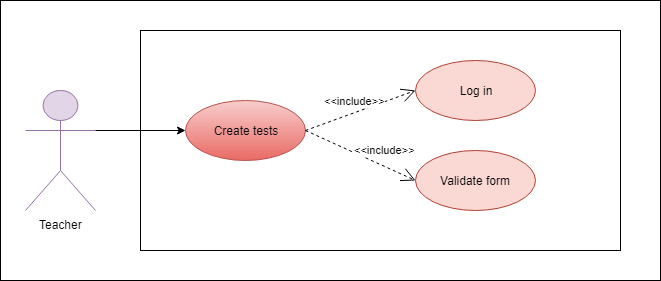 Teacher
Create tests
<<include>>
Log in
<<include>>
Validate form